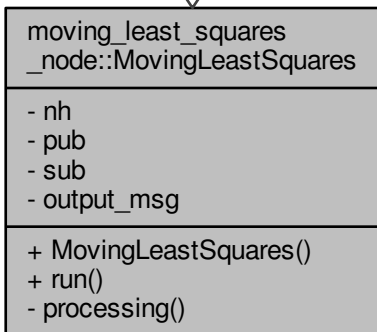 moving_least_squares
_node::MovingLeastSquares
- nh
- pub
- sub
- output_msg
+ MovingLeastSquares()
+ run()
- processing()